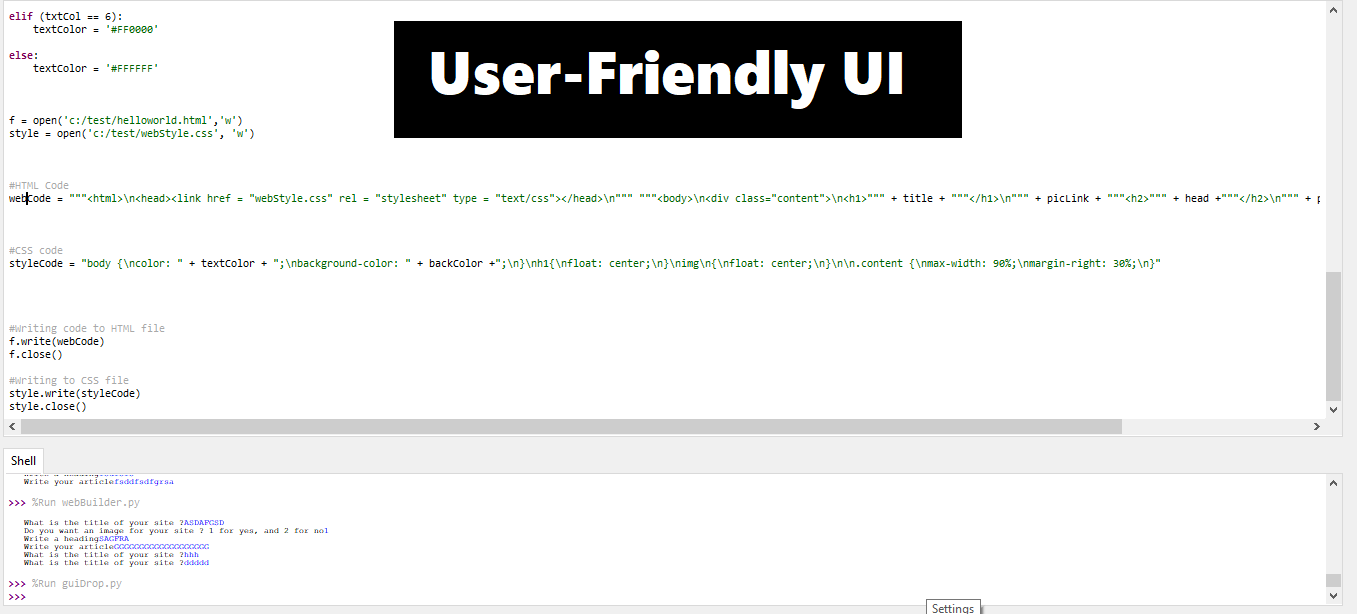 elif (txtCol == 6):
textColor = '#FF0000'
else:
textColor = '#FFFFFF'
User-Friendly UI
f = open('c:/test/helloworld.html','w')
style = open('c:/test/webStyle.css', 'w')
#HTML Code
webCode = """<html>\n<head><link href = "webStyle.css" rel = "stylesheet" type = "text/css"></head>\n""" """<body>\n<div class="content">\n<h1>""" + title + """</h1>\n""" + picLink + """<h2>""" + head +"""</h2>\n""" + p
#CSS code
styleCode = "body {\ncolor: " + textColor + ";\nbackground-color: " + backColor +";\n}\nh1{\nfloat: center;\n}\nimg\n{\nfloat: center;\n}\n\n.content {\nmax-width: 90%;\nmargin-right: 30%;\n}"
#Writing code to HTML file
f.write(webCode)
f.close()
#Writing to CSS file
style.write(styleCode)
style.close()
Shell
Write your articlefsddfsdfgrsa
>>> %Run webBuilder.py
What is the title of your site ?ASDAFGSD
Do you want an image for your site ? 1 for yes, and 2 for no1
Write a headingSAGFRA
Write your articleGGGGGGGGGGGGGGGGGGG
What is the title of your site ?hhh
What is the title of your site ?ddddd
>>> %Run guiDrop.py
>>>
Settings